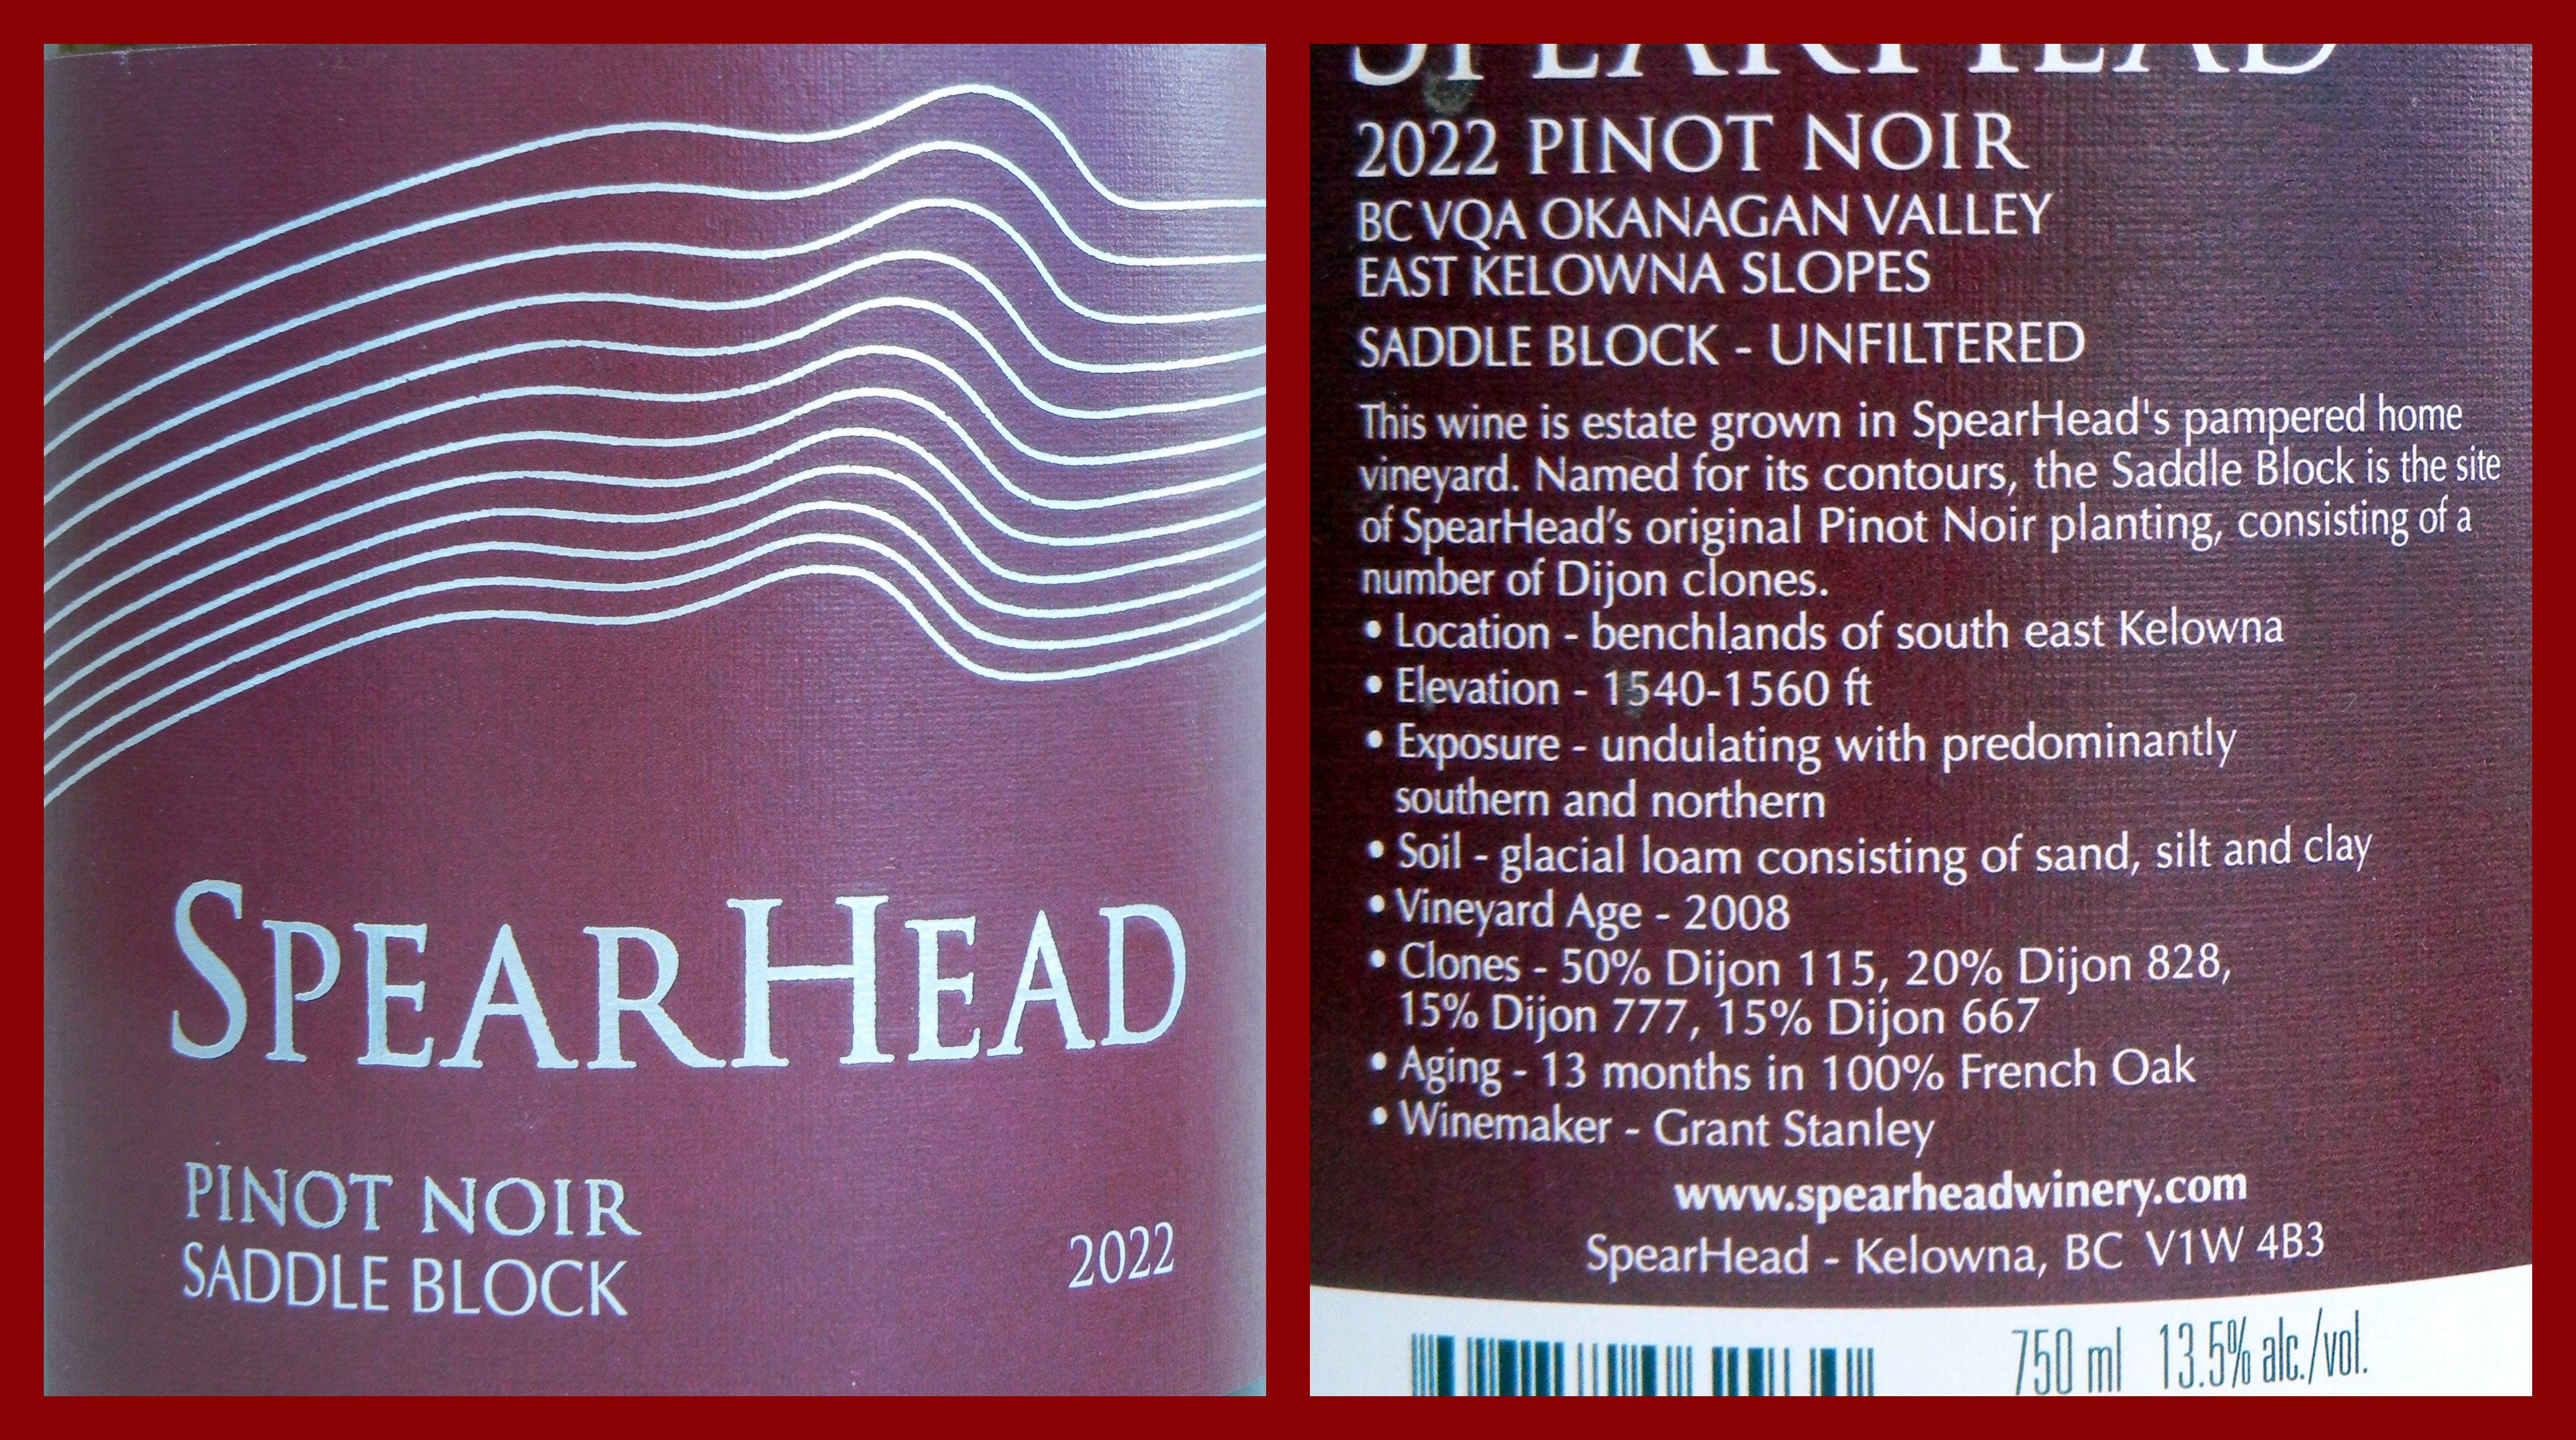 SPEARHEAD
PINOT NOIR
SADDLE BLOCK
2022
SPEARHEAD
2022 PINOT NOIR
BC VQA OKANAGAN VALLEY
EAST KELOWNA SLOPES
SADDLE BLOCK - UNFILTERED
This wine is estate grown in SpearHead's pampered home
vineyard. Named for its contours, the Saddle Block is the site
of SpearHead’s original Pinot Noir planting, consisting of a
number of Dijon clones.
• Location - benchlands of south east Kelowna
• Elevation - 1540-1560 ft
• Exposure - undulating with predominantly
southern and northern
• Soil - glacial loam consisting of sand, silt and clay
• Vineyard Age - 2008
• Clones - 50% Dijon 115, 20% Dijon 828,
15% Dijon 777, 15% Dijon 667
• Aging - 13 months in 100% French Oak
• Winemaker - Grant Stanley
www.spearheadwinery.com
SpearHead - Kelowna, BC V1W 4B3
750 ml 13.5% alc./vol.